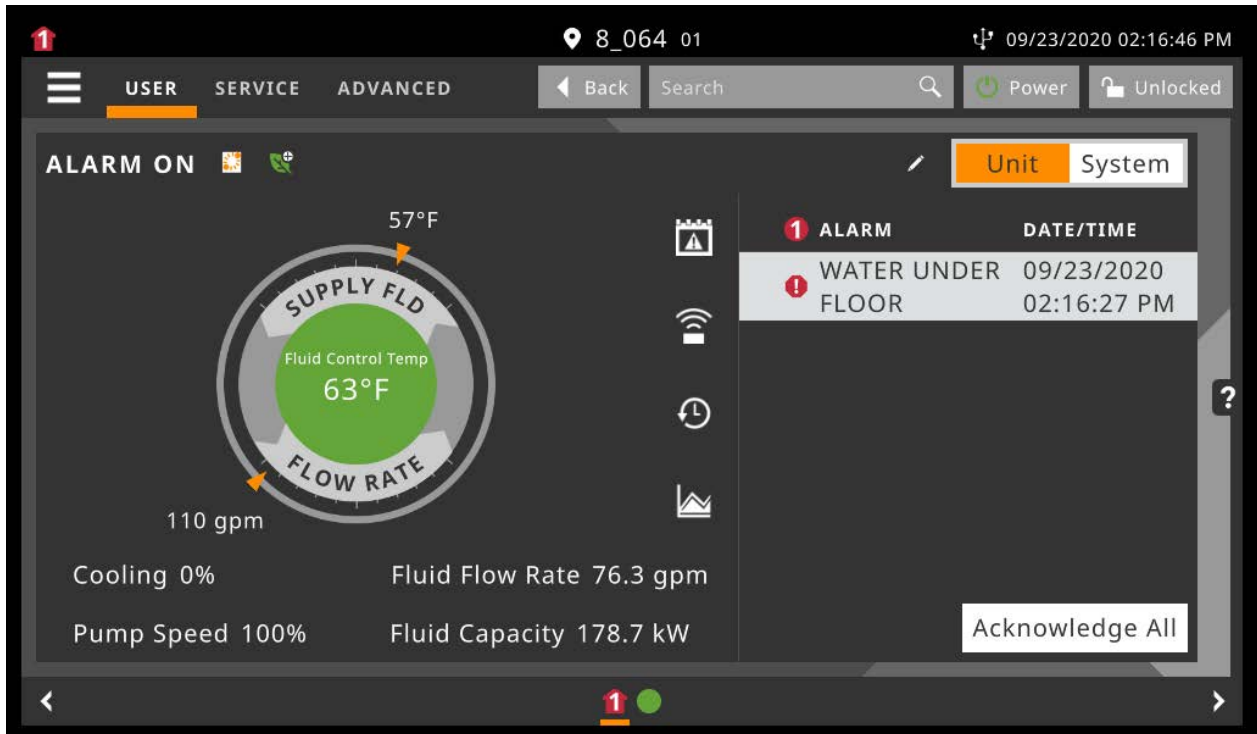 1
8_064 01
09/23/2020 02:16:46 PM
USER SERVICE ADVANCED
Back
Search
Power
Unlocked
ALARM ON
Unit System
57°F
SUPPLY FLD
Fluid Control Temp
63°F
FLOW RATE
110 gpm
Cooling 0%
Fluid Flow Rate 76.3 gpm
Pump Speed 100%
Fluid Capacity 178.7 kW
1 ALARM DATE/TIME
WATER UNDER 09/23/2020
FLOOR 02:16:27 PM
?
Acknowledge All
1